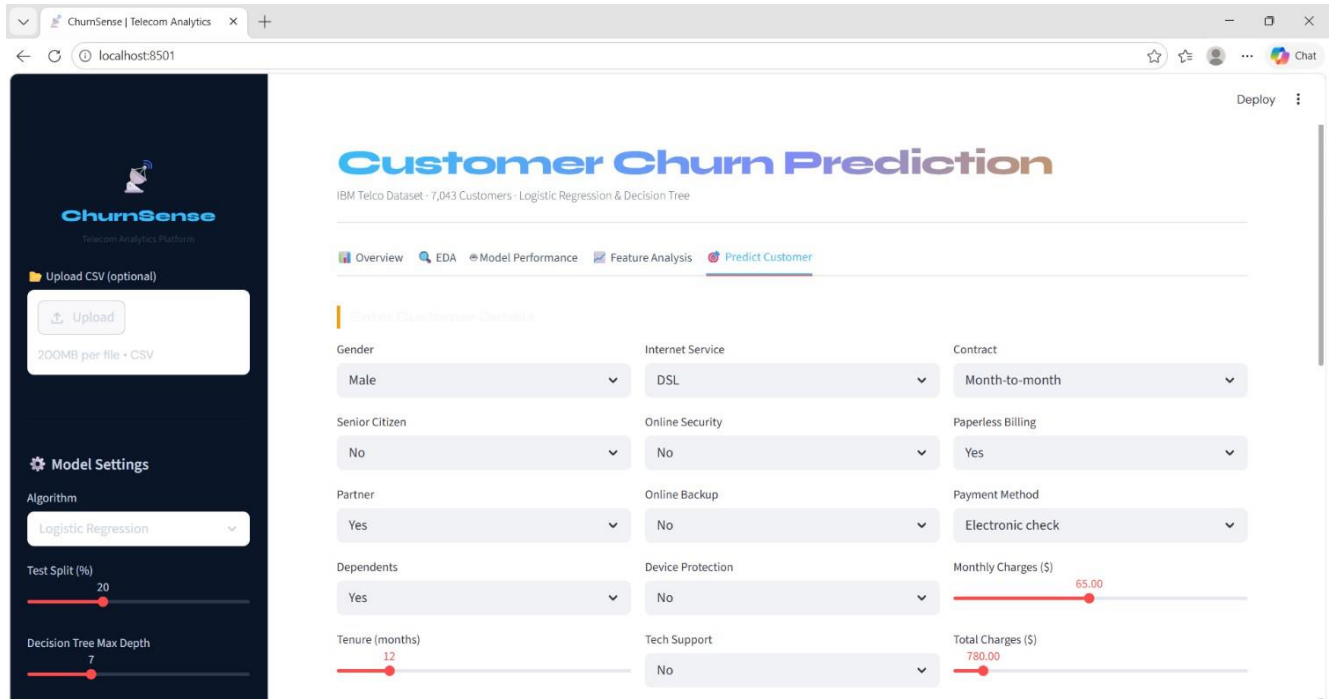 ChurnSense | Telecom Analytics
localhost:8501
Chat
Deploy
ChurnSense
Telecom Analytics Platform
Upload CSV (optional)
Upload
200MB per file • CSV
Model Settings
Algorithm
Logistic Regression
Test Split (%)
20
Decision Tree Max Depth
7
Customer Churn Prediction
IBM Telco Dataset · 7,043 Customers · Logistic Regression & Decision Tree
Overview EDA Model Performance Feature Analysis Predict Customer
Enter Customer Details
Gender Internet Service Contract
Male DSL Month-to-month
Senior Citizen Online Security Paperless Billing
No No Yes
Partner Online Backup Payment Method
Yes No Electronic check
Dependents Device Protection Monthly Charges ($)
Yes No 65.00
Tenure (months) Tech Support Total Charges ($)
12 No 780.00